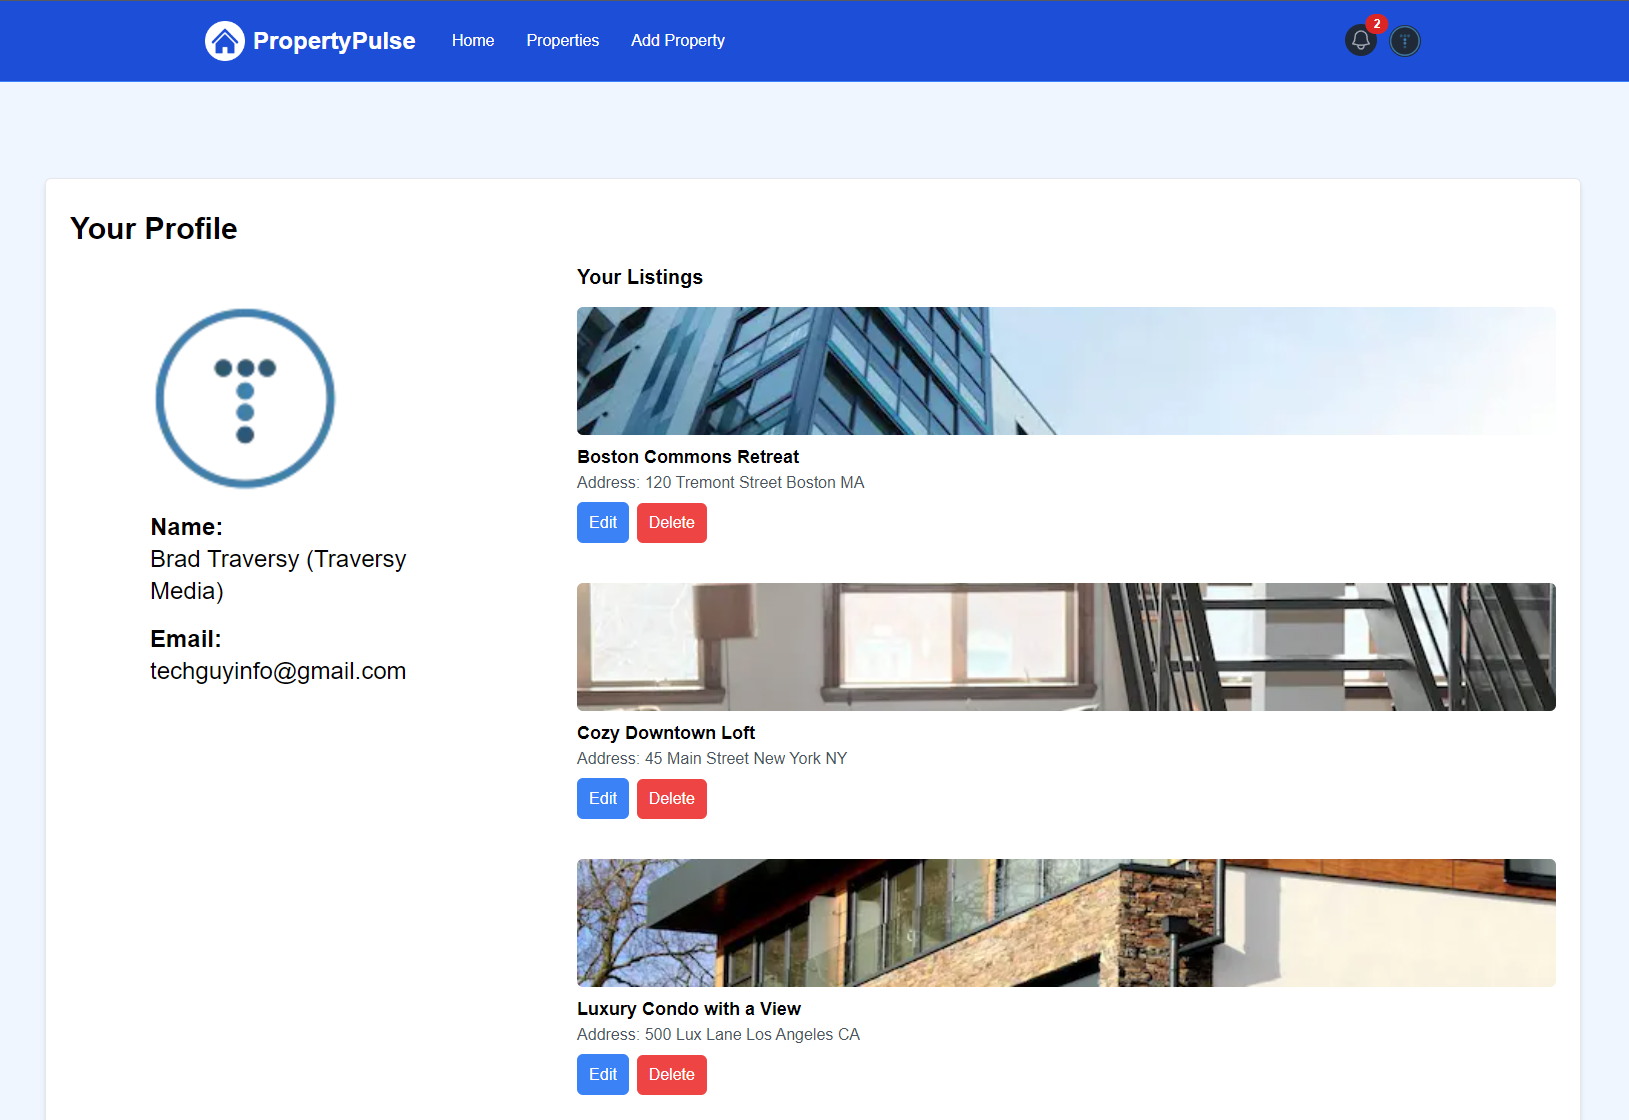 PropertyPulse Home Properties Add Property 2
Your Profile
Your Listings
Name:
Brad Traversy (Traversy
Media)
Email:
techguyinfo@gmail.com
Boston Commons Retreat
Address: 120 Tremont Street Boston MA
Edit Delete
Cozy Downtown Loft
Address: 45 Main Street New York NY
Edit Delete
Luxury Condo with a View
Address: 500 Lux Lane Los Angeles CA
Edit Delete